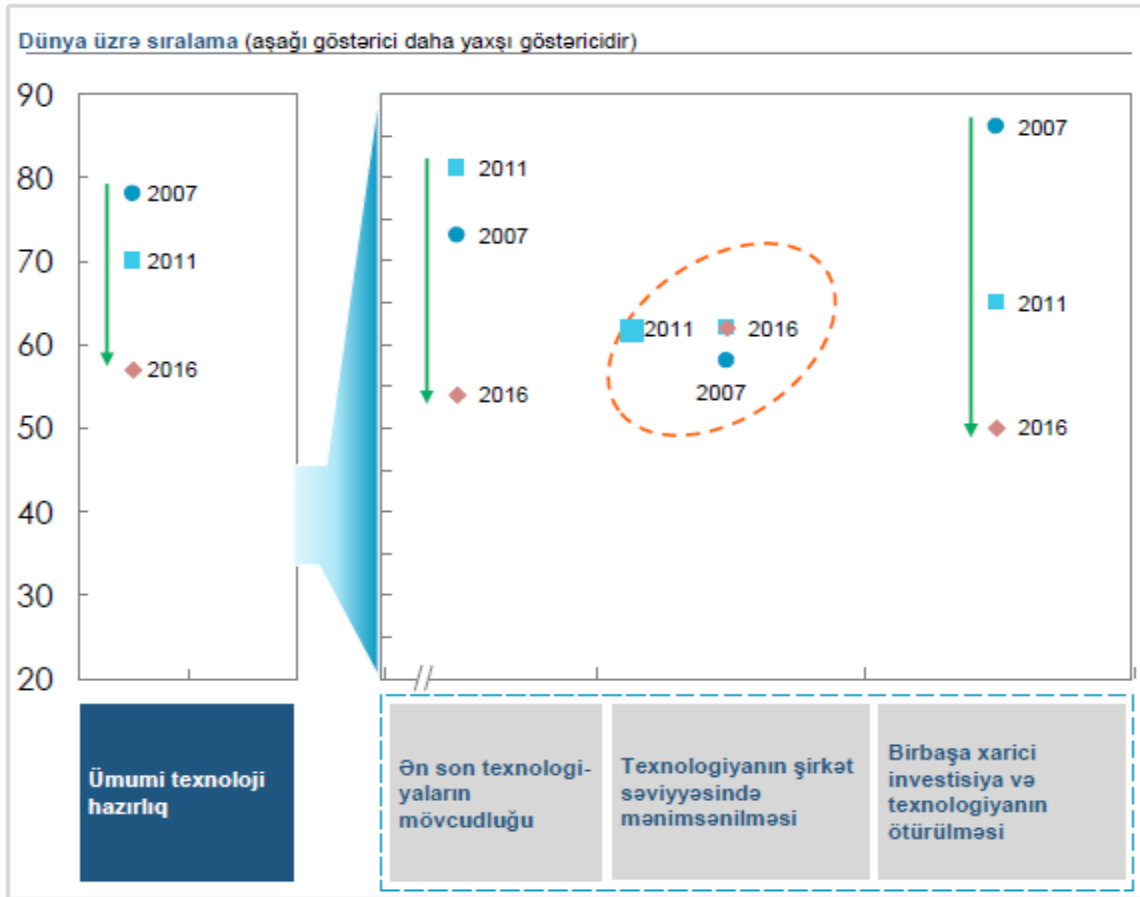 Dünya üzrə sıralama (aşağı göstərici daha yaxşı göstəricidir)
90
80
70
60
50
40
30
20
2007
2011
2016
2011
2007
2016
2011
2016
2007
2007
2011
2016
Ümumi texnoloji
hazırlıq
Ən son texnologi-
yaların
mövcudluğu
Texnologiyanın şirkət
səviyyəsində
mənimsənilməsi
Birbaşa xarici
investisiya və
texnologiyanın
ötürülməsi